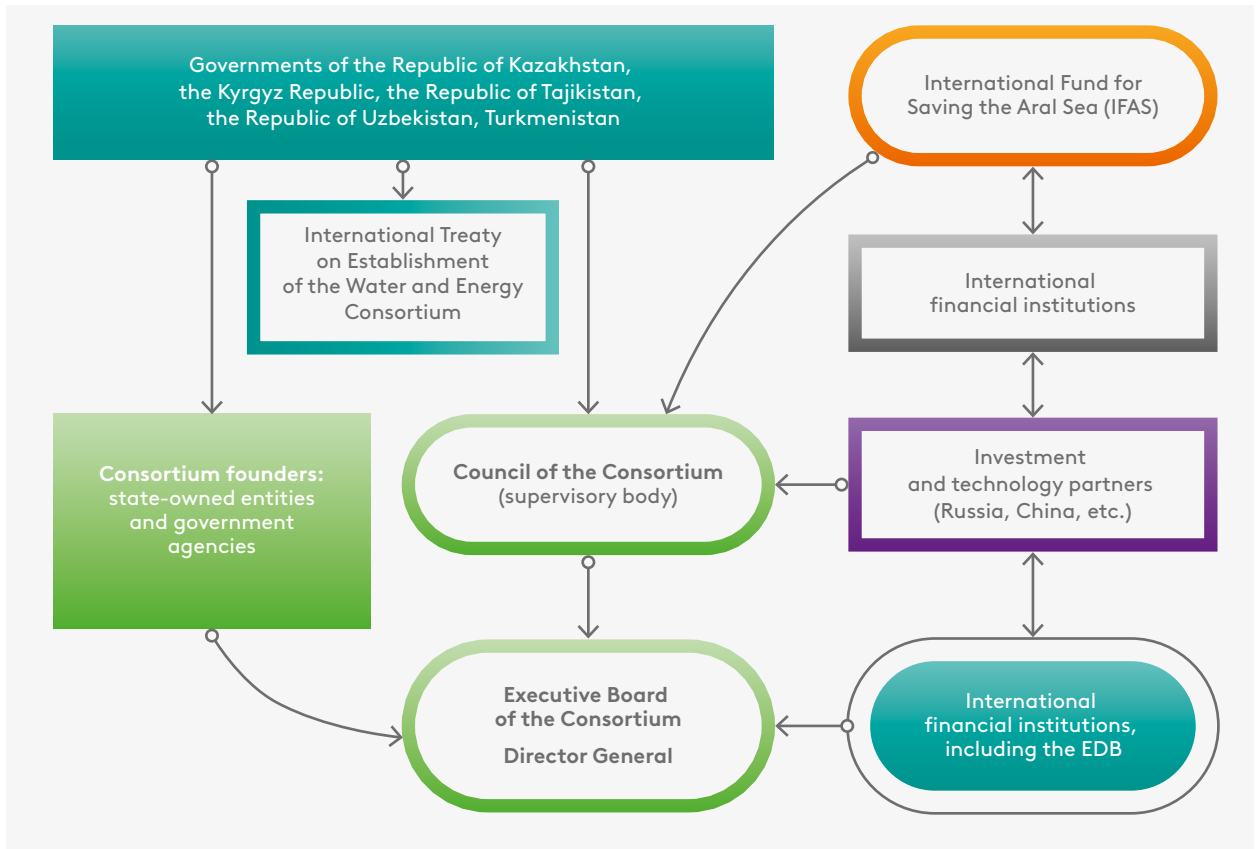 Governments of the Republic of Kazakhstan,
the Kyrgyz Republic, the Republic of Tajikistan,
the Republic of Uzbekistan, Turkmenistan
International Fund for
Saving the Aral Sea (IFAS)
International Treaty
on Establishment
of the Water and Energy
Consortium
International
financial institutions
Consortium founders:
state-owned entities
and government
agencies
Council of the Consortium
(supervisory body)
Investment
and technology partners
(Russia, China, etc.)
Executive Board
of the Consortium
Director General
International
financial institutions,
including the EDB